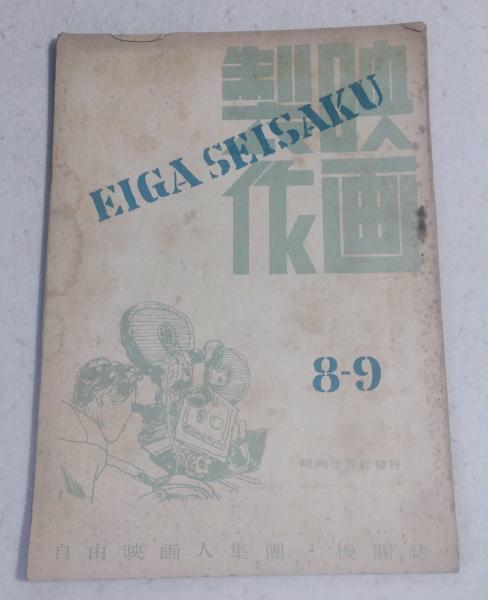 映画
製作
EIGA SEISAKU
8-9
映画世界社發行
自由映画人集團 機關誌